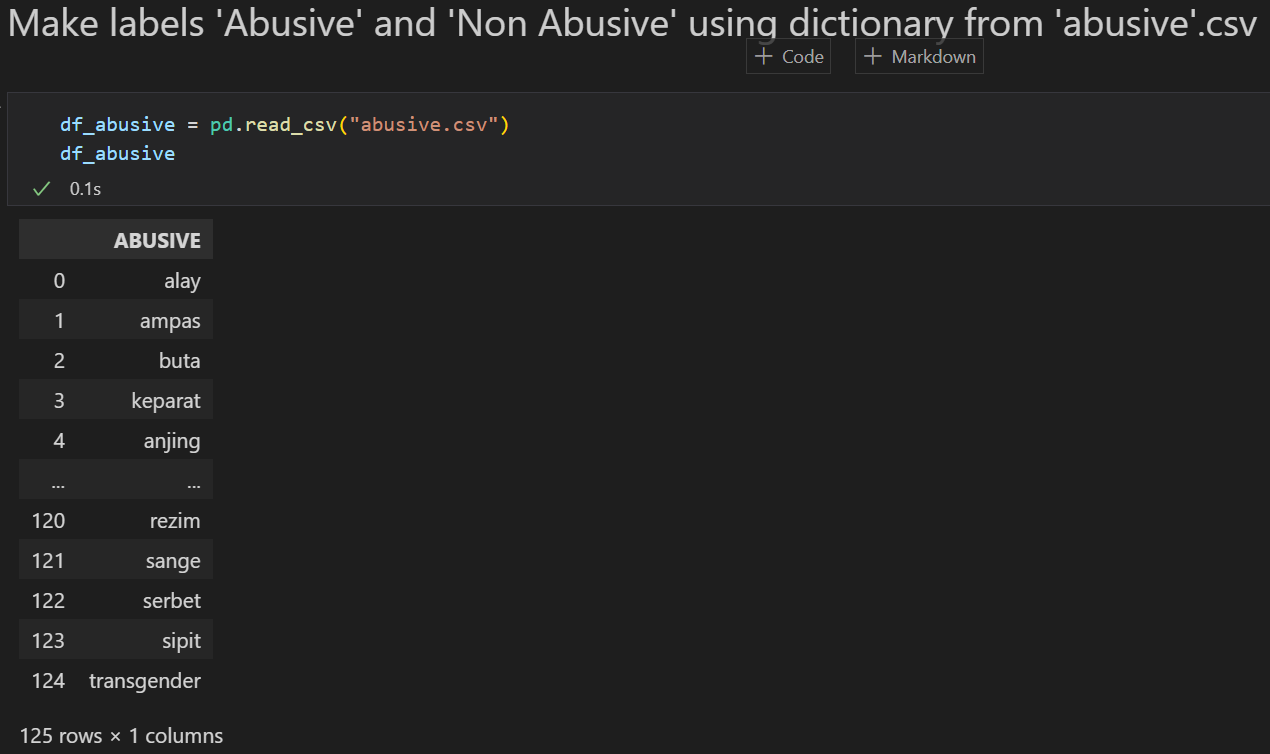 Make labels 'Abusive' and 'Non Abusive' using dictionary from 'abusive'.csv
+ Code + Markdown
df_abusive = pd.read_csv("abusive.csv")
df_abusive
0.1s
ABUSIVE
0 alay
1 ampas
2 buta
3 keparat
4 anjing
... ...
120 rezim
121 sange
122 serbet
123 sipit
124 transgender
125 rows × 1 columns